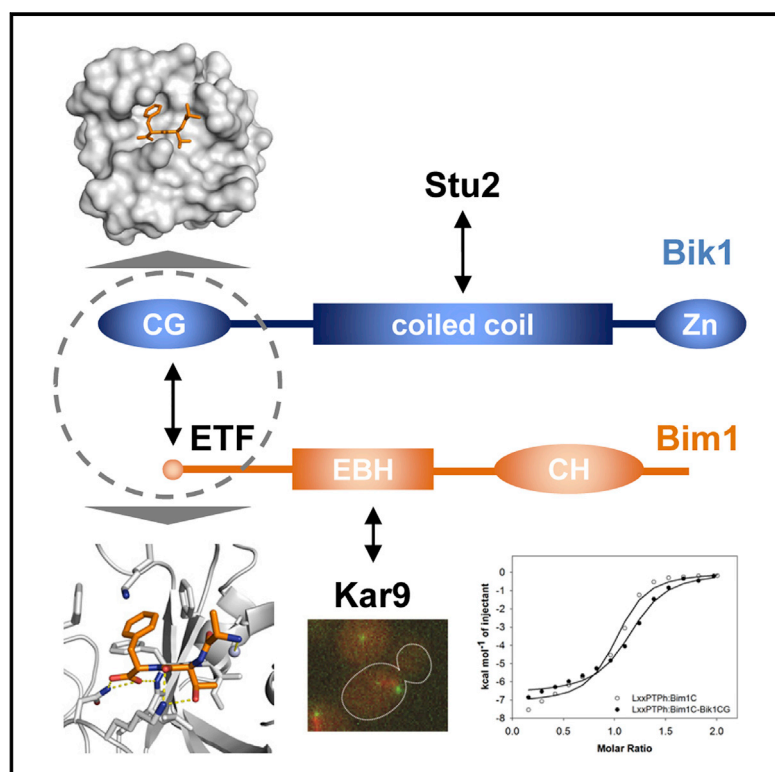 Stu2
Bik1
CG
coiled coil
Zn
ETF
Bim1
EBH
CH
Kar9
kcal mol⁻¹ of injectant
0
-1
-2
-3
-4
-5
-6
-7
-8
LxxPTPh:Bim1C
LxxPTPh:Bim1C-Bik1CG
0.0 0.5 1.0 1.5 2.0
Molar Ratio